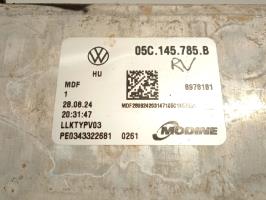 05C.145.785.B
RV
HU
MDF
8978181
1
28.08.24
20:31:47
LLKTYPV03
PE0343322681 0261
MODINE